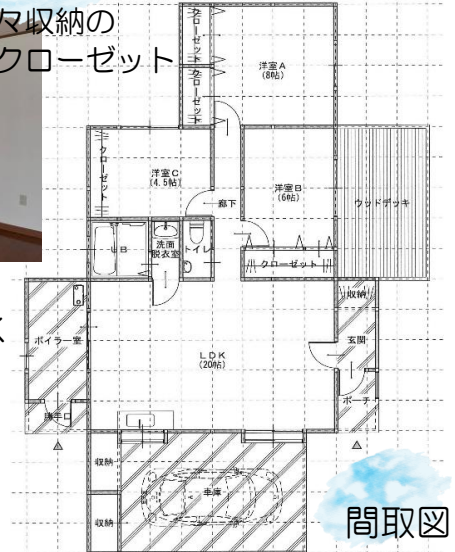 々収納の
クローゼット
クローゼット
クローゼット
洋室A
(8帖)
クローゼット
洋室C
(4.5帖)
廊下
洋室B
(6帖)
ウッドデッキ
UB
洗面
脱衣室
トイレ
クローゼット
収納
ボイラー室
玄関
LDK
(20帖)
勝手口
ポーチ
収納
車庫
収納
間取図